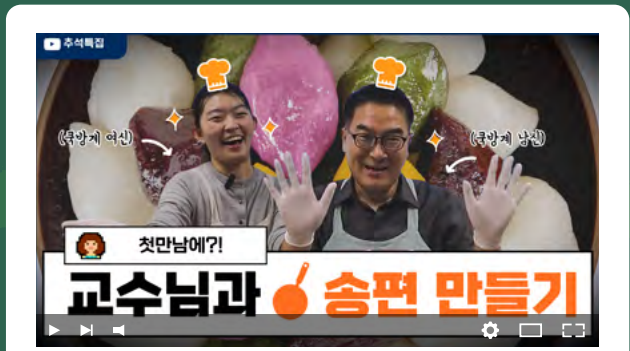 추석특집
(쿡방계 여신)
(쿡방계 남신)
첫만남에?!
교수님과 송편 만들기